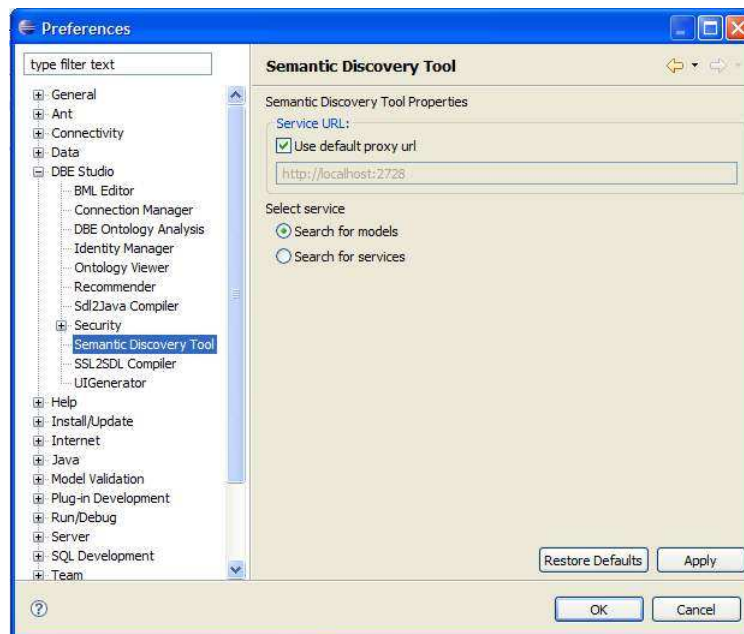 Preferences
type filter text
General
Ant
Connectivity
Data
DBE Studio
BML Editor
Connection Manager
DBE Ontology Analysis
Identity Manager
Ontology Viewer
Recommender
Sdl2Java Compiler
Security
Semantic Discovery Tool
SSL2SDL Compiler
UIGenerator
Help
Install/Update
Internet
Java
Model Validation
Plug-in Development
Run/Debug
Server
SQL Development
Team
Semantic Discovery Tool
Semantic Discovery Tool Properties
Service URL:
Use default proxy url
http://localhost:2728
Select service
Search for models
Search for services
Restore Defaults
Apply
?
OK
Cancel